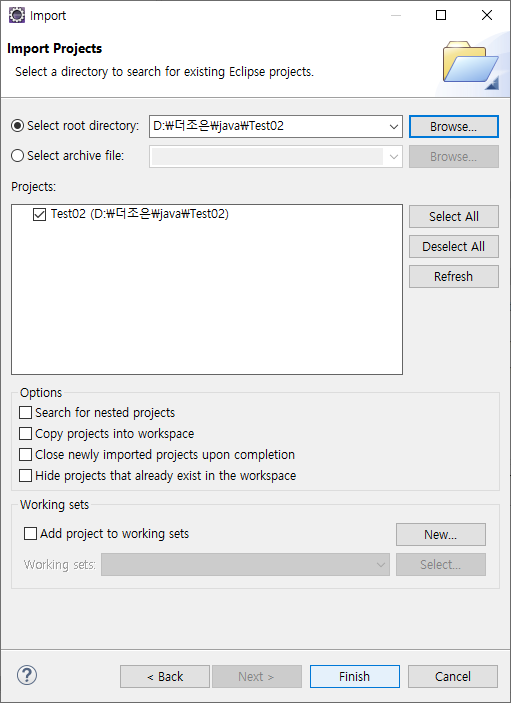 Import
Import Projects
Select a directory to search for existing Eclipse projects.
Select root directory: D:₩더조은₩java₩Test02 Browse...
Select archive file: Browse...
Projects:
Test02 (D:₩더조은₩java₩Test02)
Select All
Deselect All
Refresh
Options
Search for nested projects
Copy projects into workspace
Close newly imported projects upon completion
Hide projects that already exist in the workspace
Working sets
Add project to working sets New...
Working sets: Select...
? < Back Next > Finish Cancel